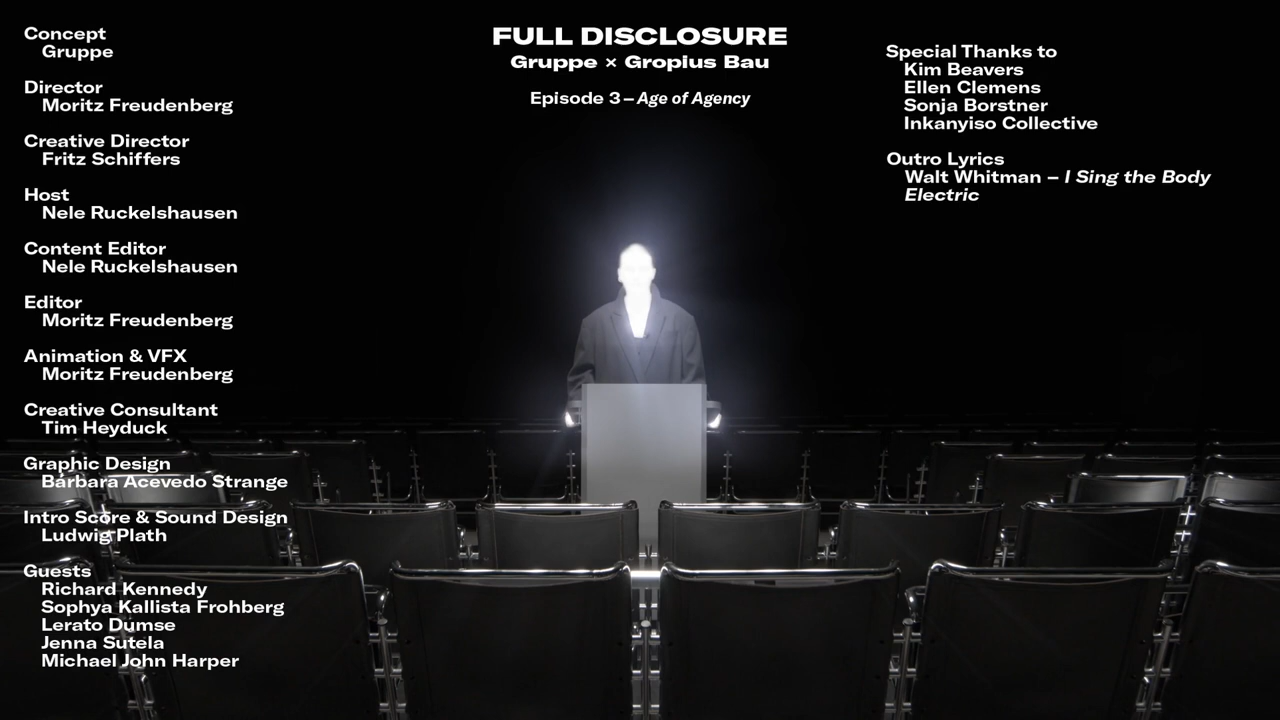 Concept
Gruppe
Director
Moritz Freudenberg
Creative Director
Fritz Schiffers
Host
Nele Ruckelshausen
Content Editor
Nele Ruckelshausen
Editor
Moritz Freudenberg
Animation & VFX
Moritz Freudenberg
Creative Consultant
Tim Heyduck
Graphic Design
Bárbara Acevedo Strange
Intro Score & Sound Design
Ludwig Plath
Guests
Richard Kennedy
Sophya Kallista Frohberg
Lerato Dumse
Jenna Sutela
Michael John Harper
FULL DISCLOSURE
Gruppe × Gropius Bau
Episode 3 – Age of Agency
Special Thanks to
Kim Beavers
Ellen Clemens
Sonja Borstner
Inkanyiso Collective
Outro Lyrics
Walt Whitman – I Sing the Body
Electric